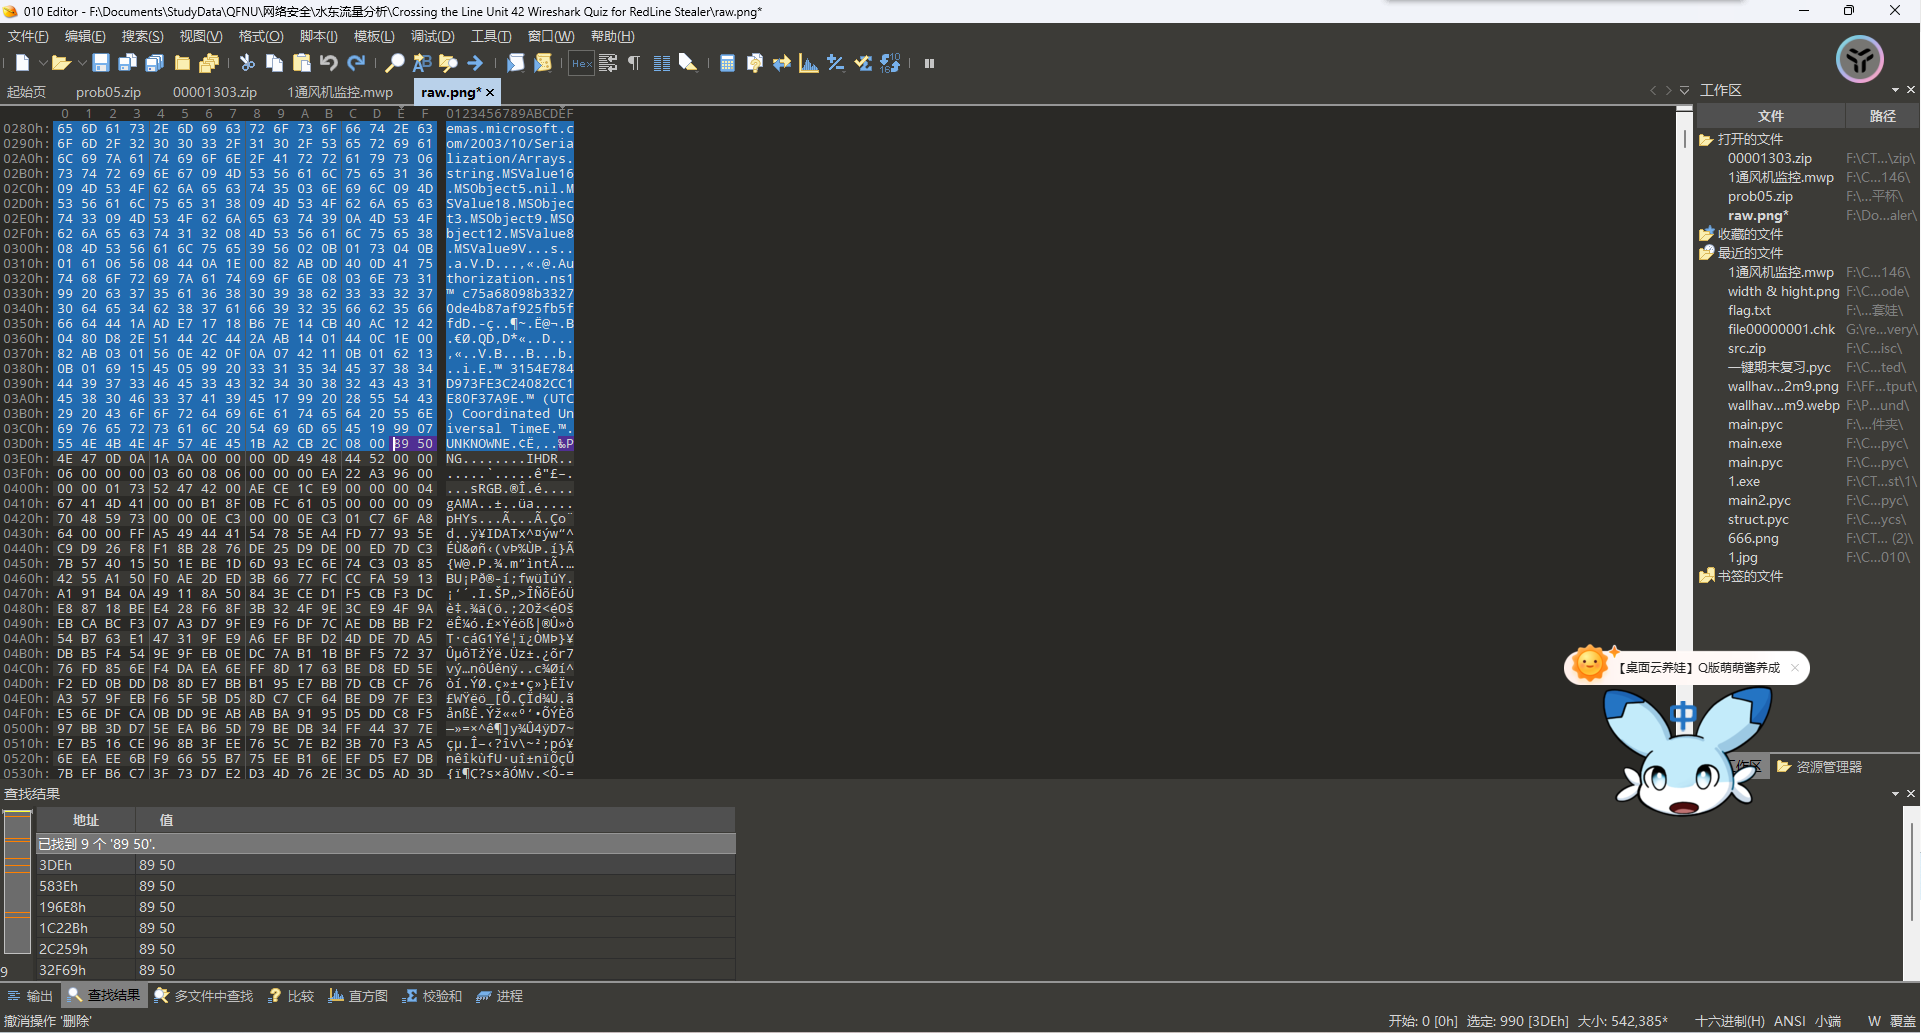 010 Editor - F:\Documents\StudyData\QFNU\网络安全\水东流量分析\Crossing the Line Unit 42 Wireshark Quiz for RedLine Stealer\raw.png*
文件(F) 编辑(E) 搜索(S) 视图(V) 格式(O) 脚本(I) 模板(L) 调试(D) 工具(T) 窗口(W) 帮助(H)
起始页 prob05.zip 00001303.zip 1通风机监控.mwp raw.png*
0 1 2 3 4 5 6 7 8 9 A B C D E F 0123456789ABCDEF
0280h: 65 6D 61 73 2E 6D 69 63 72 6F 73 6F 66 74 2E 63 emas.microsoft.c
0290h: 6F 6D 2F 32 30 30 33 2F 31 30 2F 53 65 72 69 61 om/2003/10/Seria
02A0h: 6C 69 7A 61 74 69 6F 6E 2F 41 72 72 61 79 73 06 lization/Arrays.
02B0h: 73 74 72 69 6E 67 09 4D 53 56 61 6C 75 65 31 36 string.MSValue16
02C0h: 09 4D 53 4F 62 6A 65 63 74 35 03 6E 69 6C 09 4D .MSObject5.nil.M
02D0h: 53 56 61 6C 75 65 31 38 09 4D 53 4F 62 6A 65 63 SValue18.MSObjec
02E0h: 74 33 09 4D 53 4F 62 6A 65 63 74 39 0A 4D 53 4F t3.MSObject9.MSO
02F0h: 62 6A 65 63 74 31 32 08 4D 53 56 61 6C 75 65 38 bject12.MSValue8
0300h: 08 4D 53 56 61 6C 75 65 39 56 02 0B 01 73 04 0B .MSValue9V...s..
0310h: 01 61 06 56 08 44 0A 1E 00 82 AB 0D 40 0D 41 75 .a.V.D...‚«.@.Au
0320h: 74 68 6F 72 69 7A 61 74 69 6F 6E 08 03 6E 73 31 thorization..ns1
0330h: 99 20 63 37 35 61 36 38 30 39 38 62 33 33 32 37 ™ c75a68098b3327
0340h: 30 64 65 34 62 38 37 61 66 39 32 35 66 62 35 66 0de4b87af925fb5f
0350h: 66 64 44 1A AD E7 17 18 B6 7E 14 CB 40 AC 12 42 fdD.-ç..¶~.Ë@¬.B
0360h: 04 80 D8 2E 51 44 2C 44 2A AB 14 01 44 0C 1E 00 .€Ø.QD,D*«..D...
0370h: 82 AB 03 01 56 0E 42 0F 0A 07 42 11 0B 01 62 13 ‚«..V.B...B...b.
0380h: 0B 01 69 15 45 05 99 20 33 31 35 34 45 37 38 34 ..i.E.™ 3154E784
0390h: 44 39 37 33 46 45 33 43 32 34 30 38 32 43 43 31 D973FE3C24082CC1
03A0h: 45 38 30 46 33 37 41 39 45 17 99 20 28 55 54 43 E80F37A9E.™ (UTC
03B0h: 29 20 43 6F 6F 72 64 69 6E 61 74 65 64 20 55 6E ) Coordinated Un
03C0h: 69 76 65 72 73 61 6C 20 54 69 6D 65 45 19 99 07 iversal TimeE.™.
03D0h: 55 4E 4B 4E 4F 57 4E 45 1B A2 CB 2C 08 00 89 50 UNKNOWNE.¢Ë,..‰P
03E0h: 4E 47 0D 0A 1A 0A 00 00 00 0D 49 48 44 52 00 00 NG........IHDR..
03F0h: 06 00 00 00 03 60 08 06 00 00 00 EA 22 A3 96 00 .....`.....ê"£–.
0400h: 00 00 01 73 52 47 42 00 AE CE 1C E9 00 00 00 04 ...sRGB.®Î.é....
0410h: 67 41 4D 41 00 00 B1 8F 0B FC 61 05 00 00 00 09 gAMA..±..üa.....
0420h: 70 48 59 73 00 00 0E C3 00 00 0E C3 01 C7 6F A8 pHYs...Ã...Ã.Ço¨
0430h: 64 00 00 FF A5 49 44 41 54 78 5E A4 FD 77 93 5E d..ÿ¥IDATx^¤ýw“^
0440h: C9 D9 26 F8 F1 8B 28 76 DE 25 D9 DE 00 ED 7D C3 ÉÙ&øñ‹(vÞ%ÙÞ.í}Ã
0450h: 7B 57 40 15 50 1E BE 1D 6D 93 EC 6E 74 C3 03 85 {W@.P.¾.m“ìntÃ.…
0460h: 42 55 A1 50 F0 AE 2D ED 3B 66 77 FC CC FA 59 13 BU¡Pð®-í;fwüÌúY.
0470h: A1 91 B4 0A 49 11 8A 50 84 3E CE D1 F5 CB F3 DC ¡‘´.I.ŠP„>ÎÑõËóÜ
0480h: E8 87 18 BE E4 28 F6 8F 3B 32 4F 9E 3C E9 4F 9A è‡.¾ä(ö.;2Ož<éOš
0490h: EB CA BC F3 07 A3 D7 9F E9 F6 DF 7C AE DB BB F2 ëÊ¼ó.£×Ÿéöß|®Û»ò
04A0h: 54 B7 63 E1 47 31 9F E9 A6 EF BF D2 4D DE 7D A5 T·cáG1Ÿé¦ï¿ÒMÞ}¥
04B0h: DB B5 F4 54 9E 9F EB 0E DC 7A B1 1B BF F5 72 37 ÛµôTžŸë.Üz±.¿õr7
04C0h: 76 FD 85 6E F4 DA EA 6E FF 8D 17 63 BE D8 ED 5E vý…nôÚênÿ..c¾Øí^
04D0h: F2 ED 0B DD D8 8D E7 BB B1 95 E7 BB 7D CB CF 76 òí.ÝØ.ç»±•ç»}ËÏv
04E0h: A3 57 9F EB F6 5F 5B D5 8D C7 CF 64 BE D9 7F E3 £WŸëö_[Õ.ÇÏd¾Ù.ã
04F0h: E5 6E DF CA 0B DD 9E AB AB BA 91 95 D5 DD C8 F5 ånßÊ.Ýž««º‘•ÕÝÈõ
0500h: 97 BB 3D D7 5E EA B6 5D 79 BE DB 34 FF 44 37 7E —»=×^ê¶]y¾Û4ÿD7~
0510h: E7 B5 16 CE 96 8B 3F EE 76 5C 7E B2 3B 70 F3 A5 çµ.Î–‹?îv\~²;pó¥
0520h: 6E EA EE 6B F9 66 55 B7 75 EE B1 6E EF D5 E7 DB nêîkùfU·uî±nïÕçÛ
0530h: 7B EF B6 C7 3F 73 D7 E2 D3 4D 76 2E 3C D5 AD 3D {ï¶Ç?s×âÓMv.<Õ-=
工作区
文件 路径
打开的文件
00001303.zip F:\CT...\zip\
1通风机监控.mwp F:\C...146\
prob05.zip F:\...平杯\
raw.png* F:\Do...aler\
收藏的文件
最近的文件
1通风机监控.mwp F:\C...146\
width & hight.png F:\C...ode\
flag.txt F:\...套娃\
file00000001.chk G:\re...very\
src.zip F:\C...isc\
一键期末复习.pyc F:\C...ted\
wallhav...2m9.png F:\FF...tput\
wallhav...m9.webp F:\P...und\
main.pyc F:\...件夹\
main.exe F:\C...pyc\
main.pyc F:\C...pyc\
1.exe F:\CT...st\1\
main2.pyc F:\C...pyc\
struct.pyc F:\C...ycs\
666.png F:\CT... (2)\
1.jpg F:\C...010\
书签的文件
【桌面云养娃】Q版萌萌酱养成
中
工作区 资源管理器
查找结果
地址 值
已找到 9 个 '89 50'.
3DEh 89 50
583Eh 89 50
196E8h 89 50
1C22Bh 89 50
2C259h 89 50
32F69h 89 50
9
输出 查找结果 多文件中查找 比较 直方图 校验和 进程
撤消操作 '删除'
开始: 0 [0h] 选定: 990 [3DEh] 大小: 542,385* 十六进制(H) ANSI 小端 W 覆盖